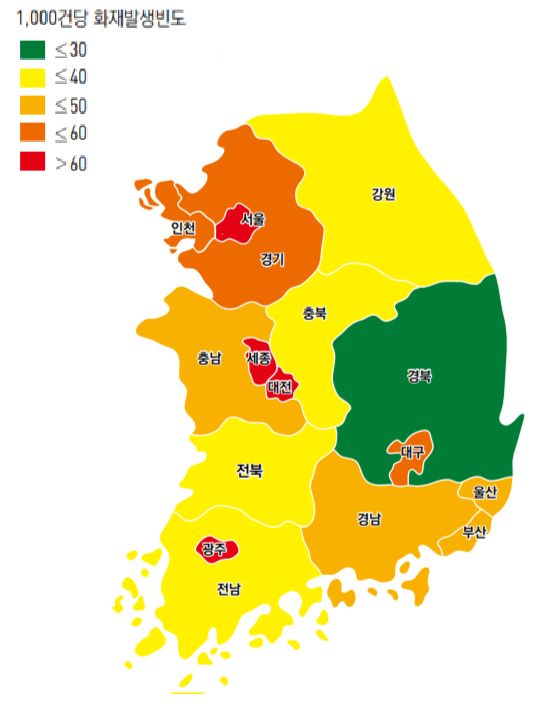 1,000건당 화재발생빈도
≤30
≤40
≤50
≤60
>60
강원
서울
인천
경기
충북
충남
세종
대전
경북
대구
전북
울산
경남
부산
광주
전남